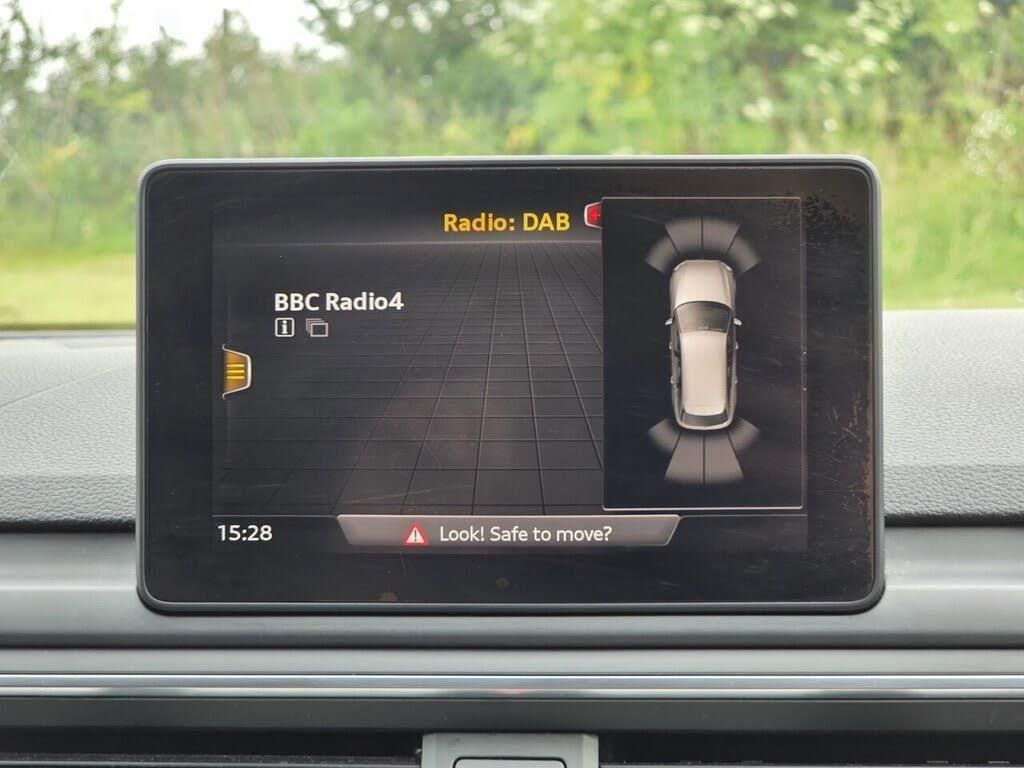 Radio: DAB
BBC Radio4
15:28
Look! Safe to move?